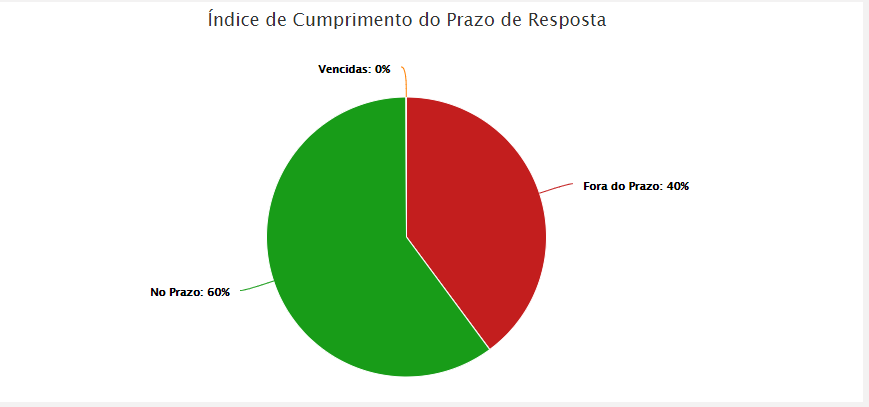 Índice de Cumprimento do Prazo de Resposta
Vencidas: 0%
Fora do Prazo: 40%
No Prazo: 60%